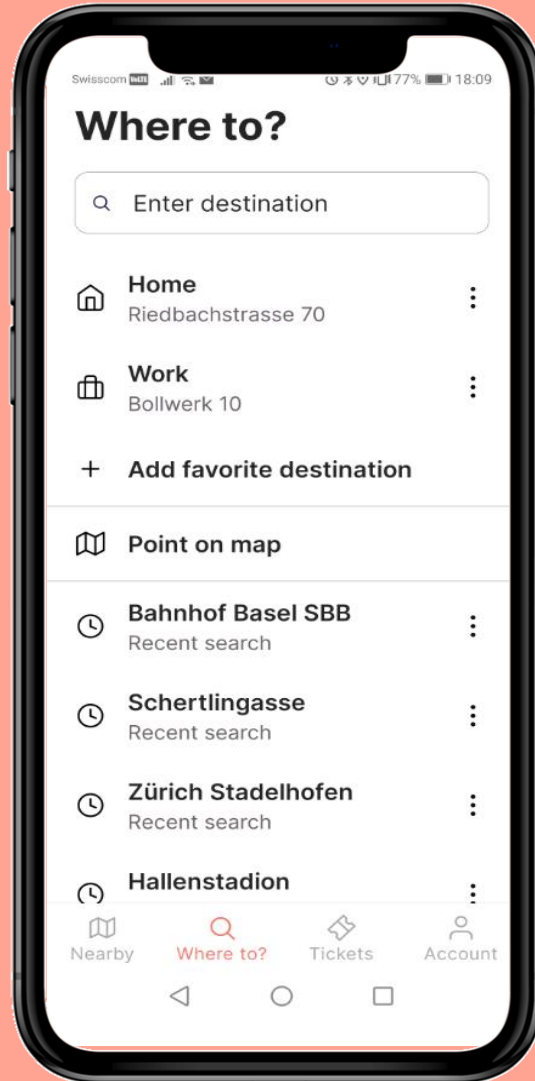 Swisscom VoLTE 77% 18:09
Where to?
Enter destination
Home
Riedbachstrasse 70
Work
Bollwerk 10
Add favorite destination
Point on map
Bahnhof Basel SBB
Recent search
Schertlingasse
Recent search
Zürich Stadelhofen
Recent search
Hallenstadion
Nearby Where to? Tickets Account